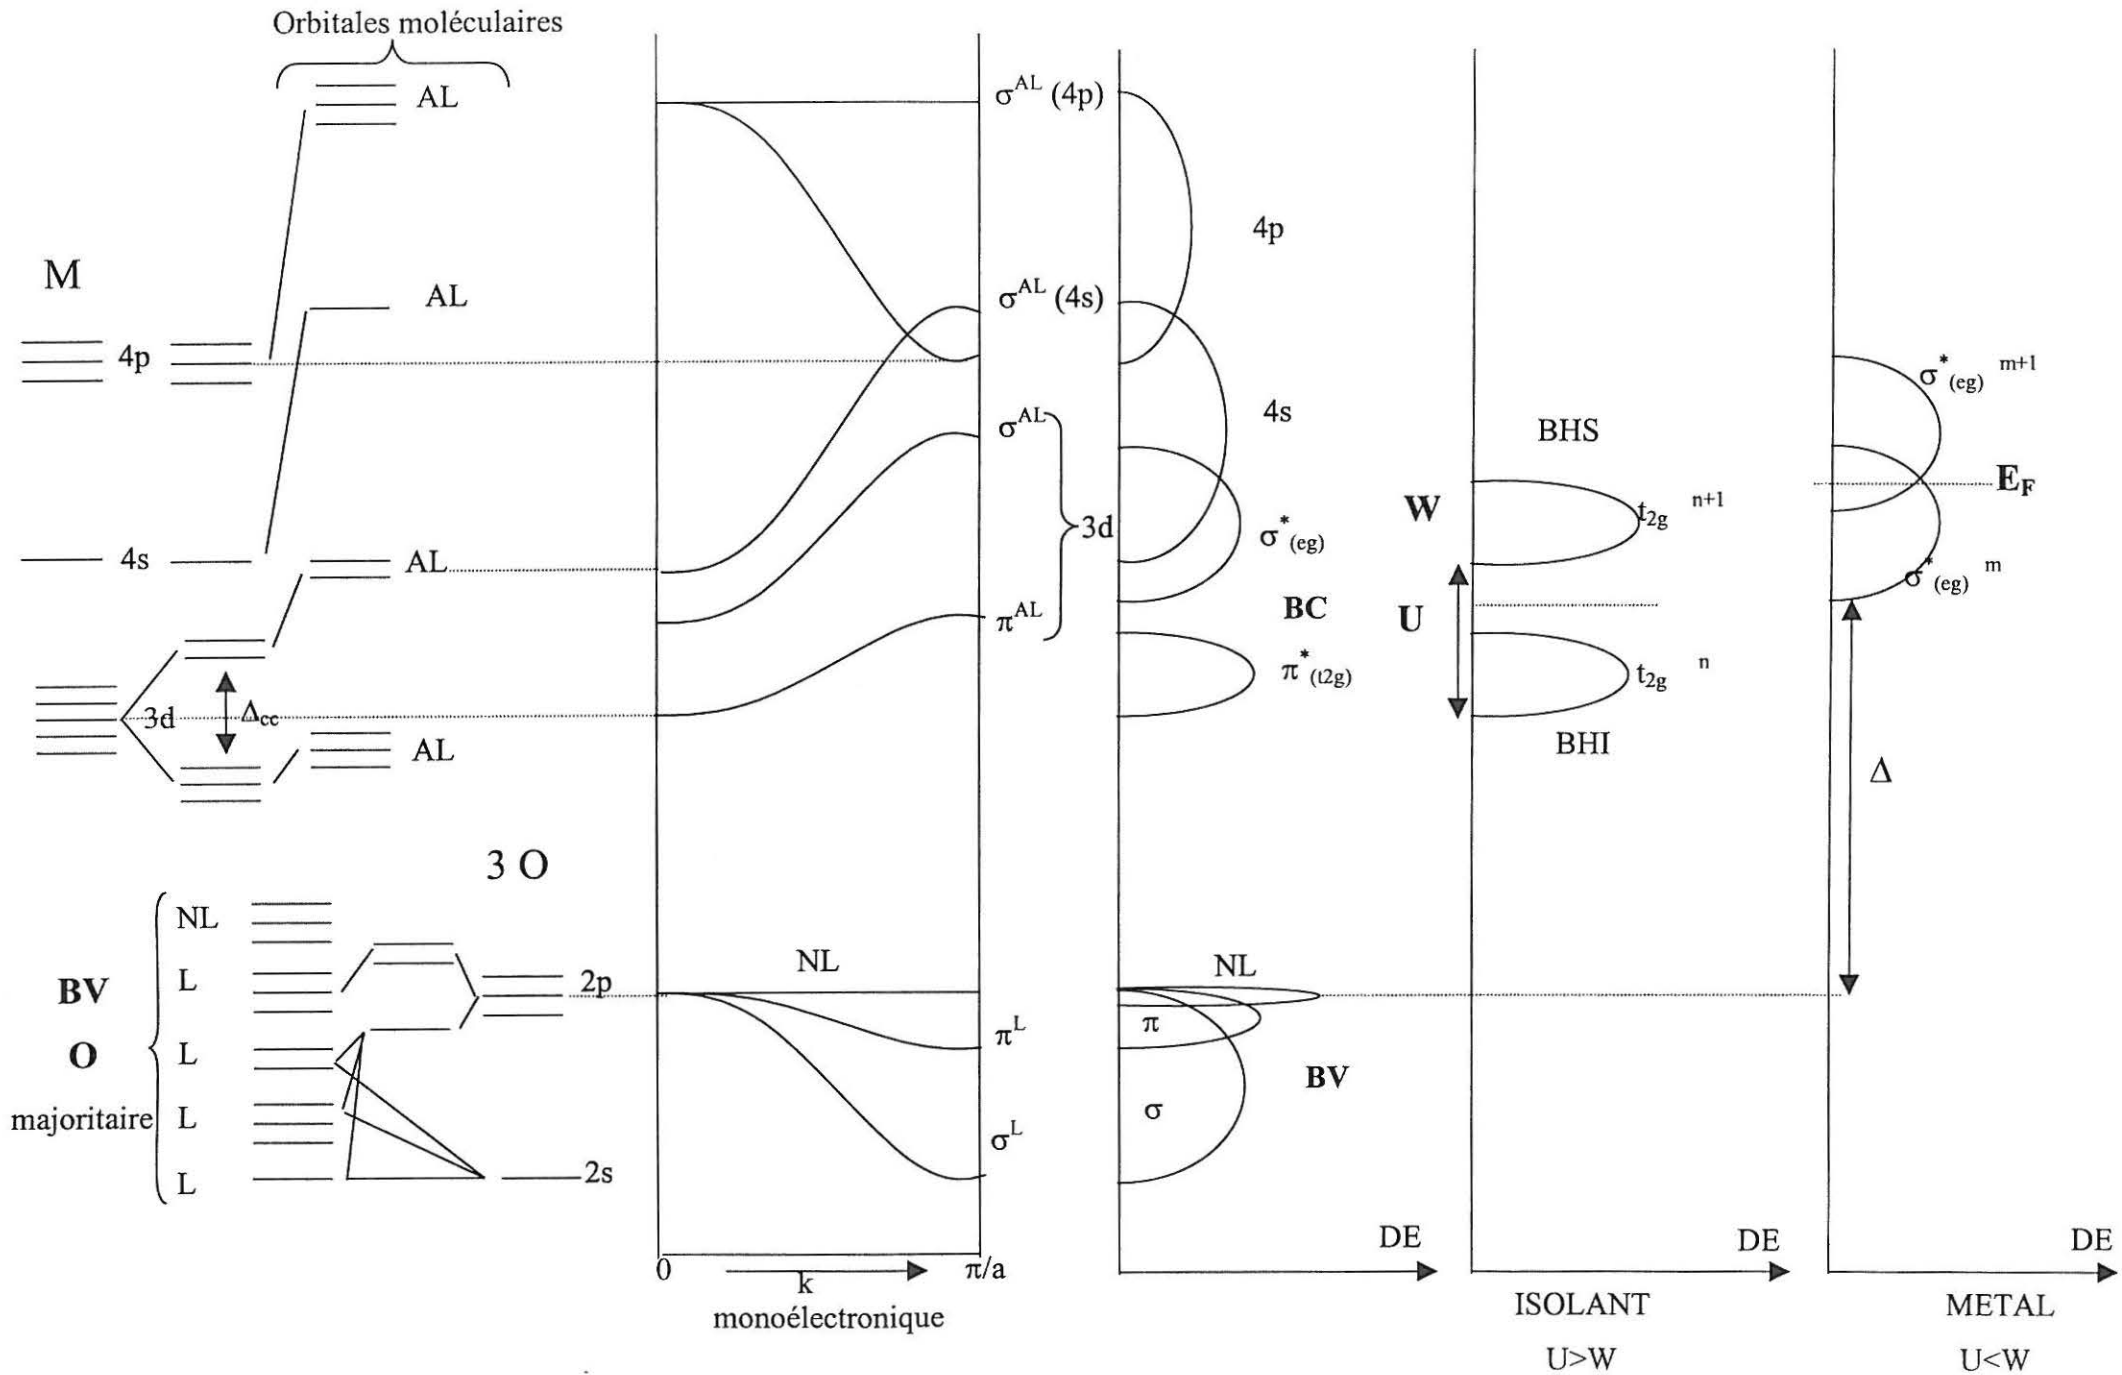 Orbitales moléculaires
AL
M
AL
4p
4s
AL
3d
Δcc
AL
3 O
NL
BV
L
2p
O
L
majoritaire
L
L
2s
σ^AL (4p)
σ^AL (4s)
σ^AL
3d
π^AL
NL
π^L
σ^L
0
k
π/a
monoélectronique
4p
4s
σ*(eg)
BC
π*(t2g)
NL
π
BV
σ
DE
BHS
W
t2g n+1
U
t2g n
BHI
DE
ISOLANT
U>W
σ*(eg) m+1
EF
σ*(eg) m
Δ
DE
METAL
U<W